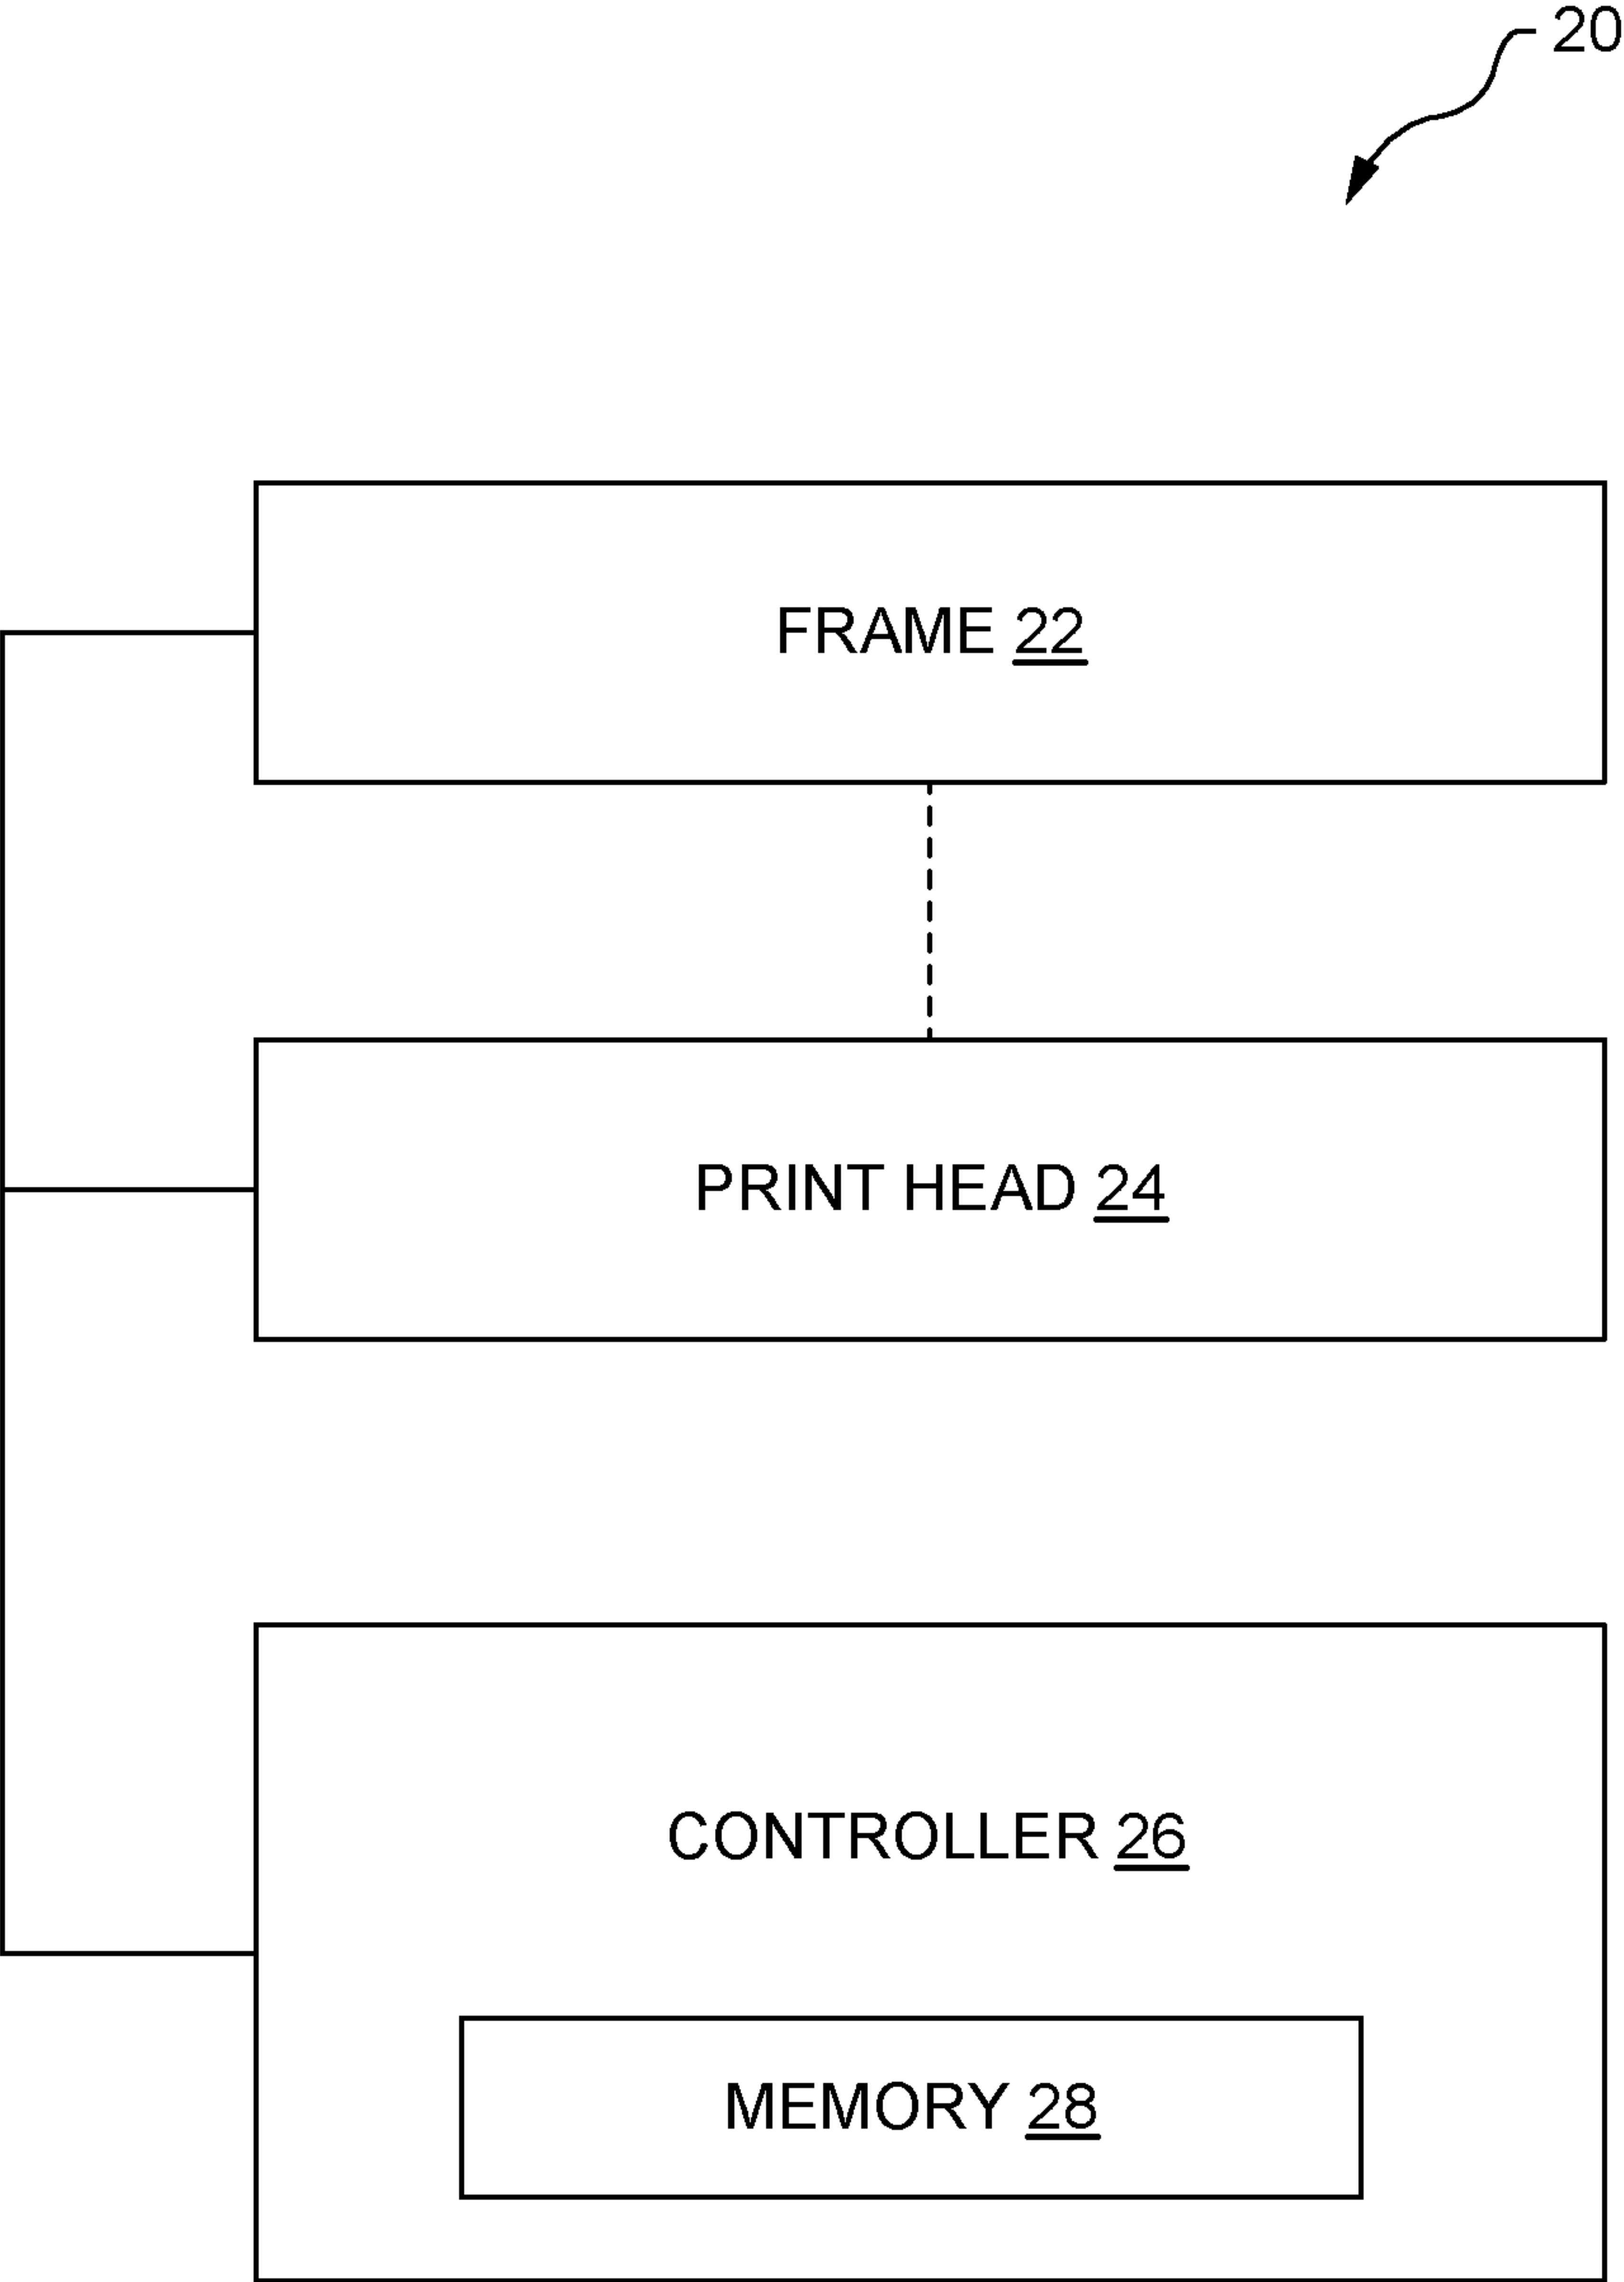 20
FRAME 22
PRINT HEAD 24
CONTROLLER 26
MEMORY 28